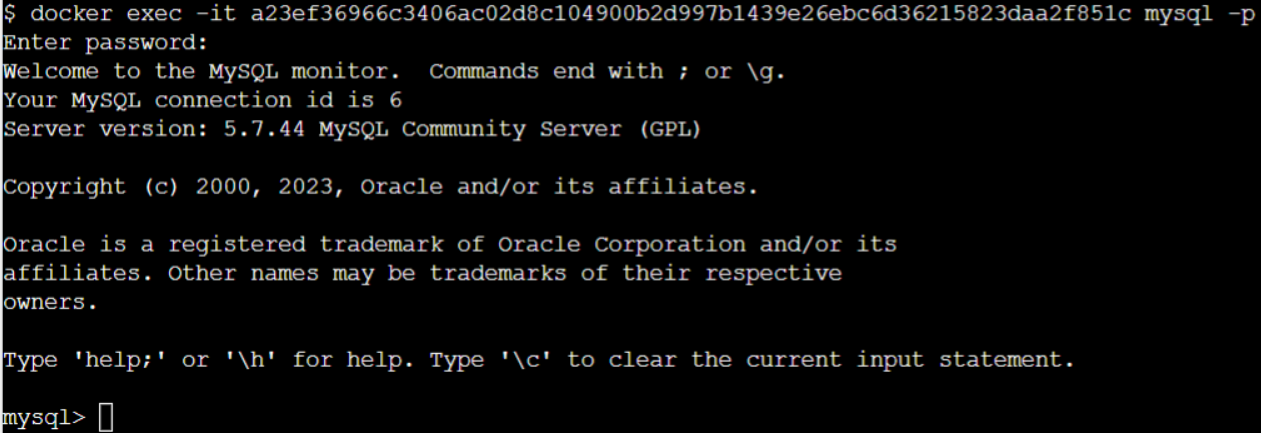 $ docker exec -it a23ef36966c3406ac02d8c104900b2d997b1439e26ebc6d36215823daa2f851c mysql -p
Enter password:
Welcome to the MySQL monitor.  Commands end with ; or \g.
Your MySQL connection id is 6
Server version: 5.7.44 MySQL Community Server (GPL)
Copyright (c) 2000, 2023, Oracle and/or its affiliates.
Oracle is a registered trademark of Oracle Corporation and/or its
affiliates. Other names may be trademarks of their respective
owners.
Type 'help;' or '\h' for help. Type '\c' to clear the current input statement.
mysql>